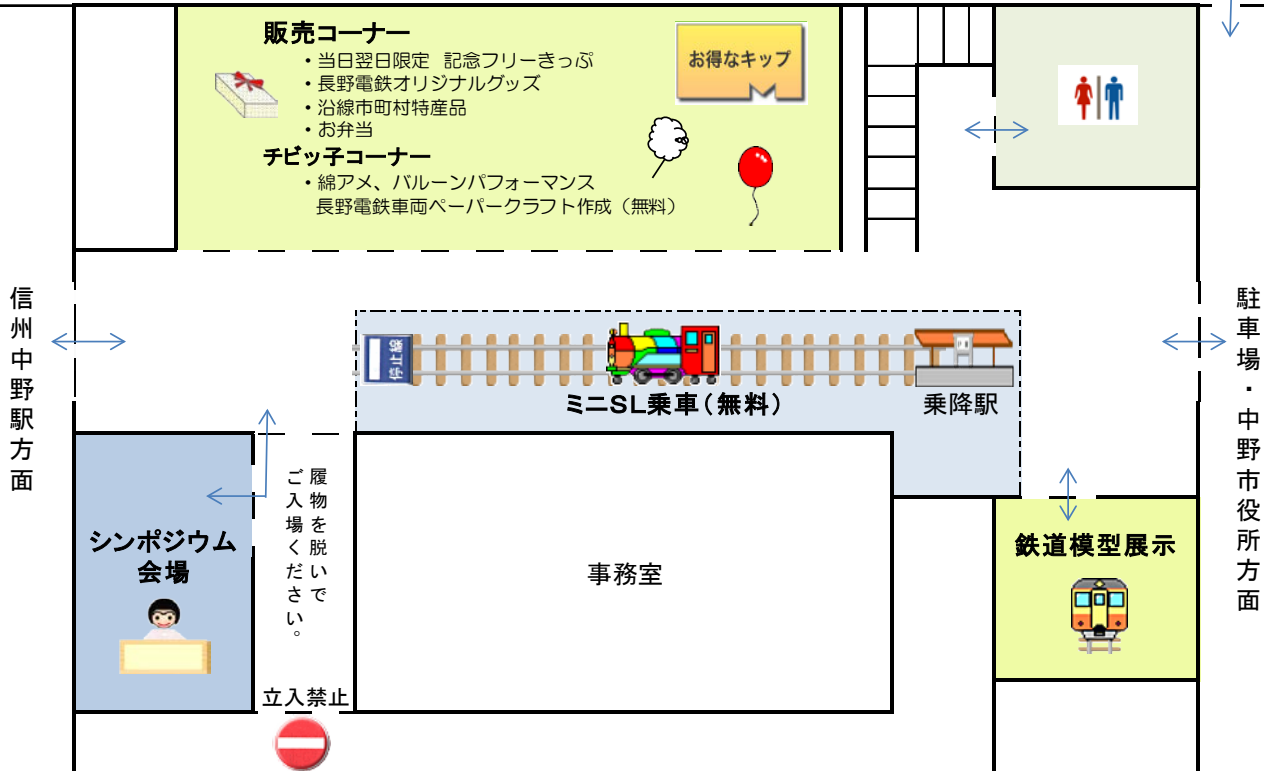 販売コーナー
・当日翌日限定 記念フリーきっぷ
・長野電鉄オリジナルグッズ
・沿線市町村特産品
・お弁当
お得なキップ
チビッ子コーナー
・綿アメ、バルーンパフォーマンス
長野電鉄車両ペーパークラフト作成（無料）
信州中野駅方面
駐車場・中野市役所方面
停止線
ミニSL乗車（無料）
乗降駅
履物を脱いで
ご入場ください。
シンポジウム
会場
事務室
鉄道模型展示
立入禁止